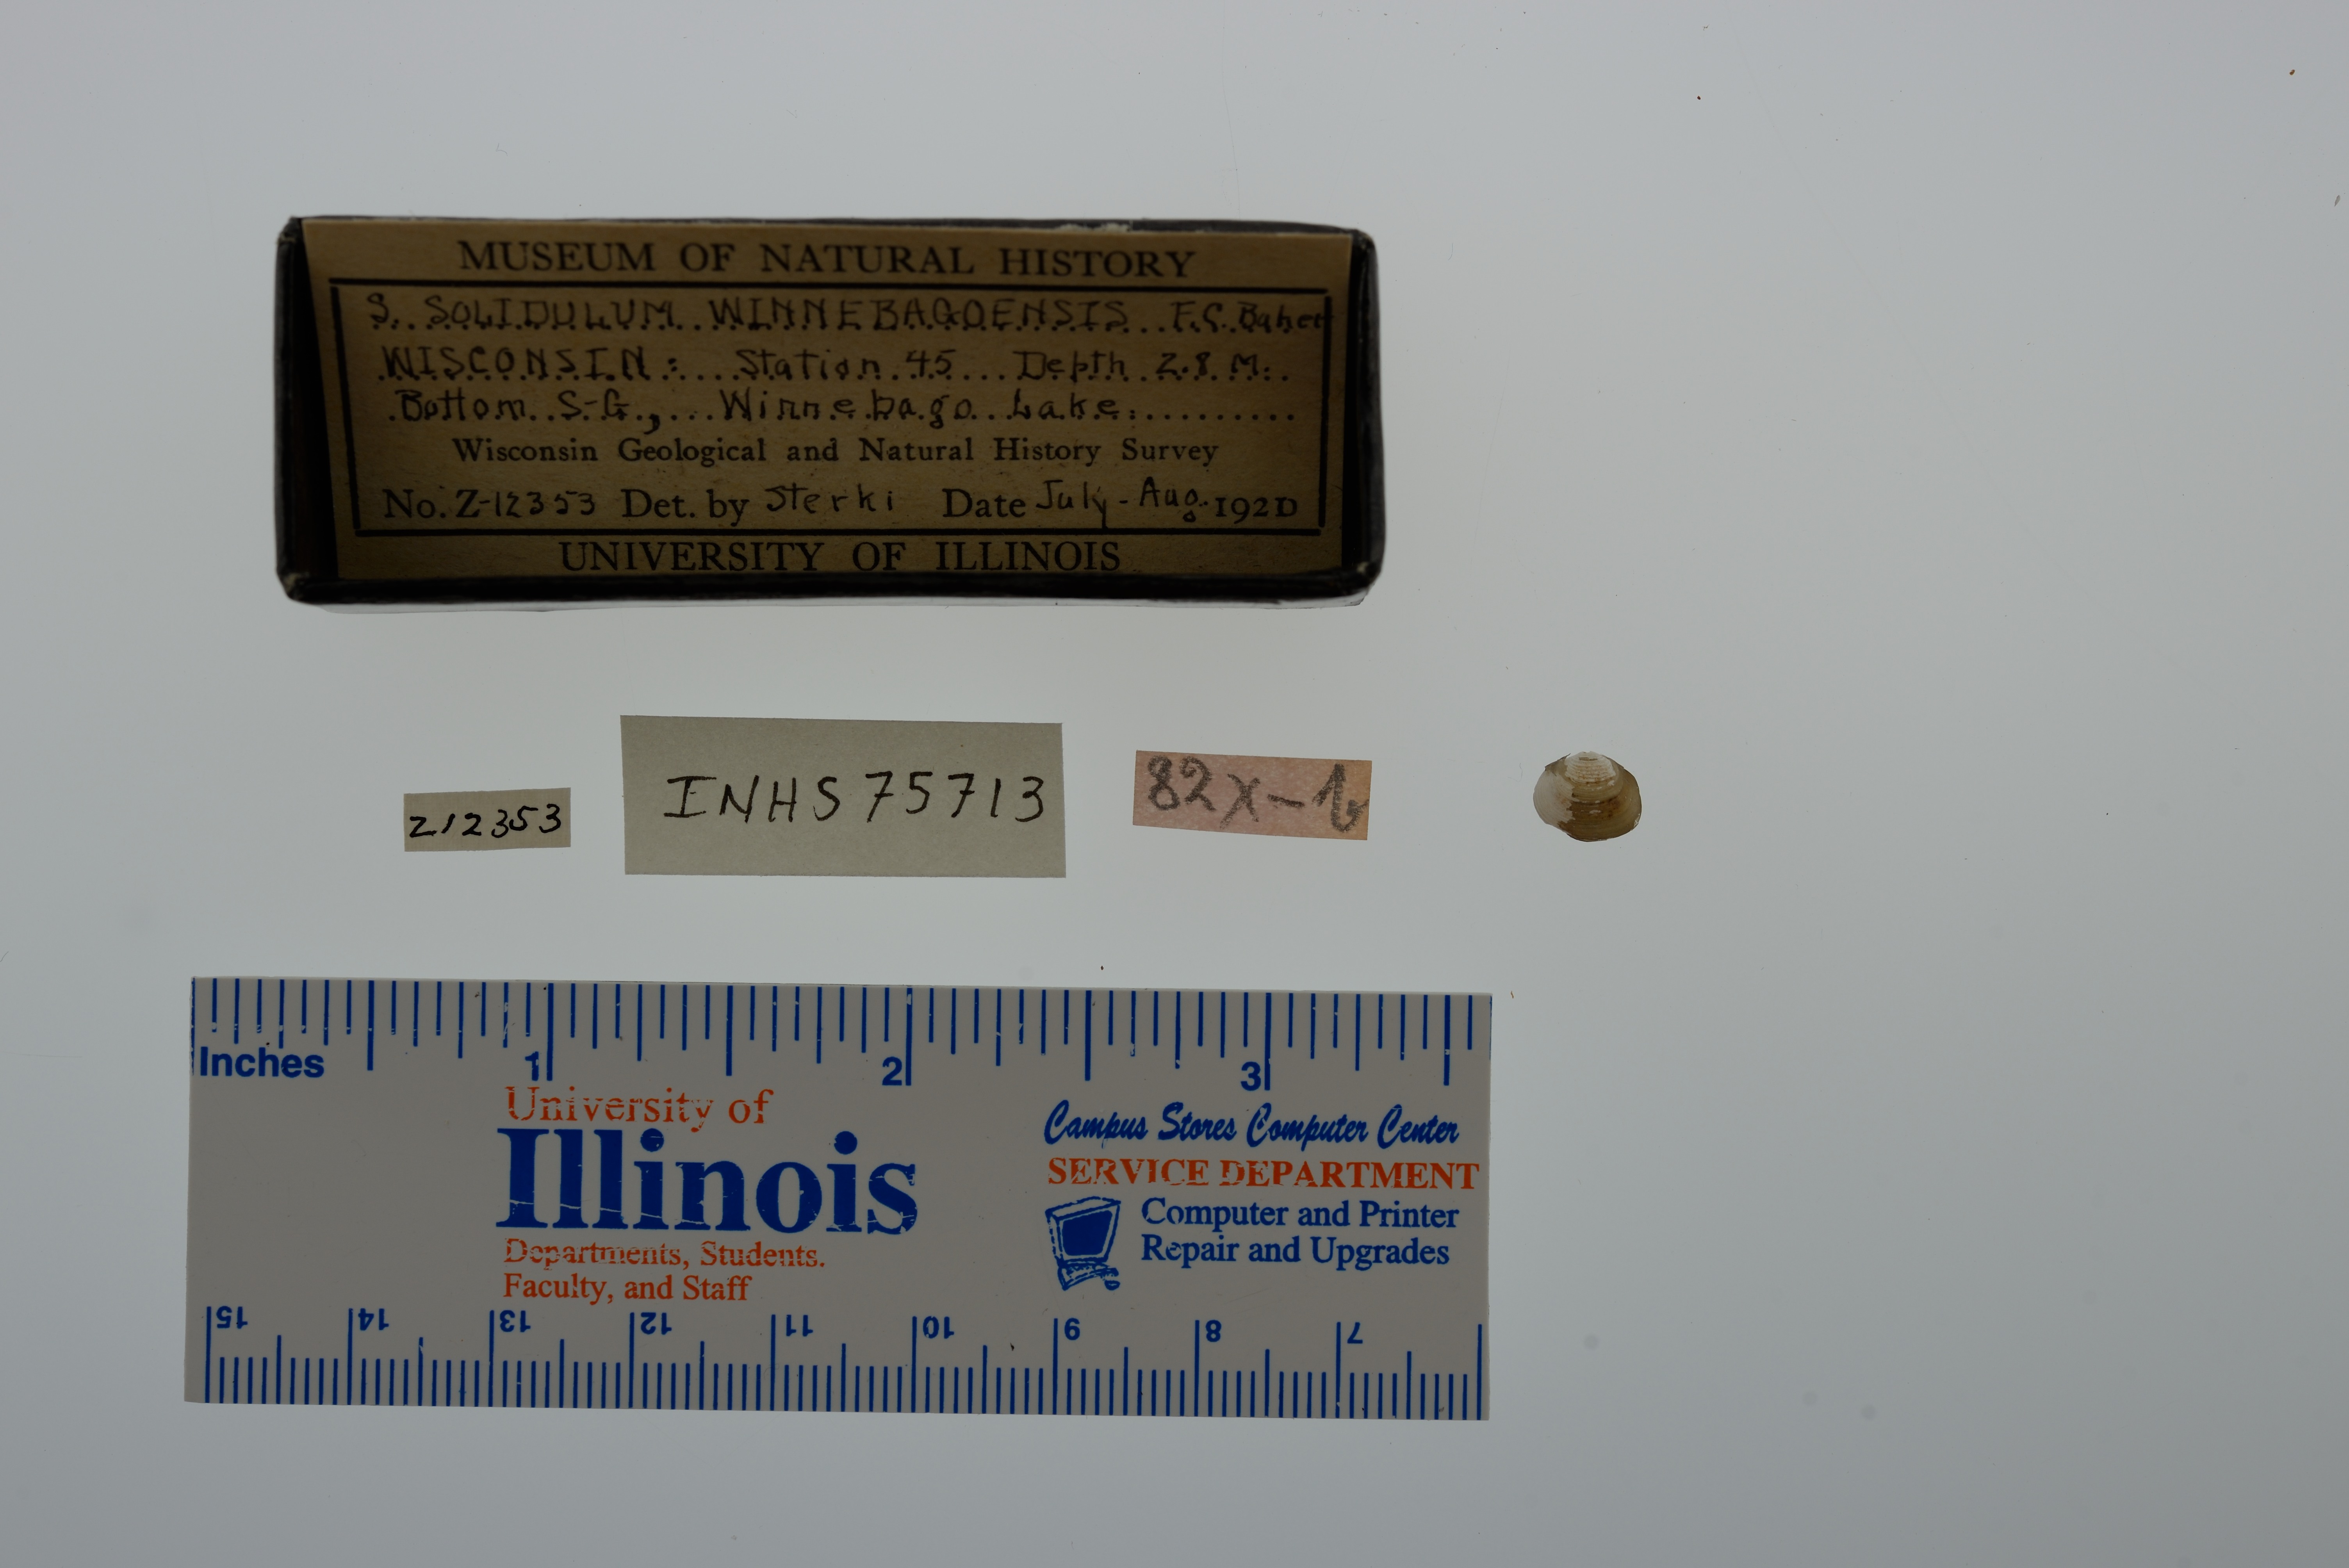 MUSEUM OF NATURAL HISTORY
S. SOLIDULUM WINNEBAGOENSIS F.C. Baker
WISCONSIN: Station 45 Depth 2.8 M.
Bottom S-G., Winnebago Lake.
Wisconsin Geological and Natural History Survey
No. Z-12353 Det. by Sterki Date July-Aug. 1920
UNIVERSITY OF ILLINOIS
Z12353
INHS 75713
82x-
Inches 1 2 3
University of
Illinois
Departments, Students.
Faculty, and Staff
Campus Stores Computer Center
SERVICE DEPARTMENT
Computer and Printer
Repair and Upgrades
15 14 13 12 11 10 9 8 7